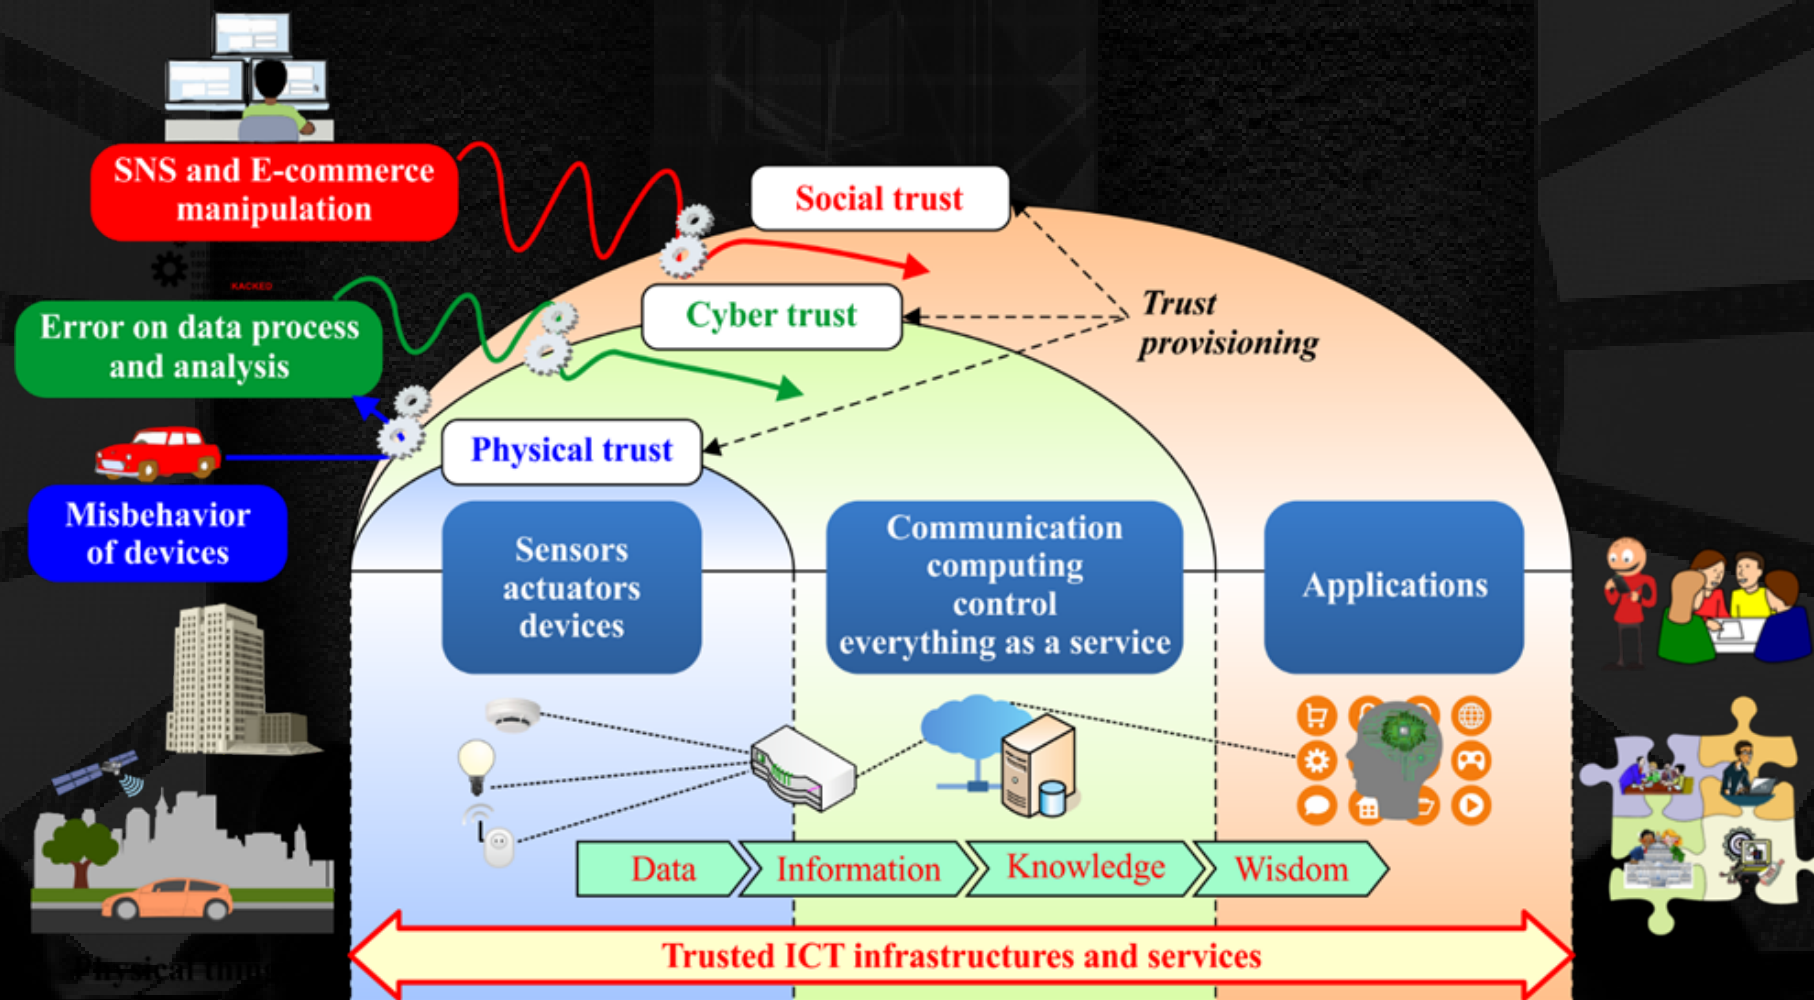 SNS and E-commerce
manipulation
Social trust
KACKED
Cyber trust
Trust
provisioning
Error on data process
and analysis
Physical trust
Misbehavior
of devices
Sensors
actuators
devices
Communication
computing
control
everything as a service
Applications
Data
Information
Knowledge
Wisdom
Trusted ICT infrastructures and services
Physical